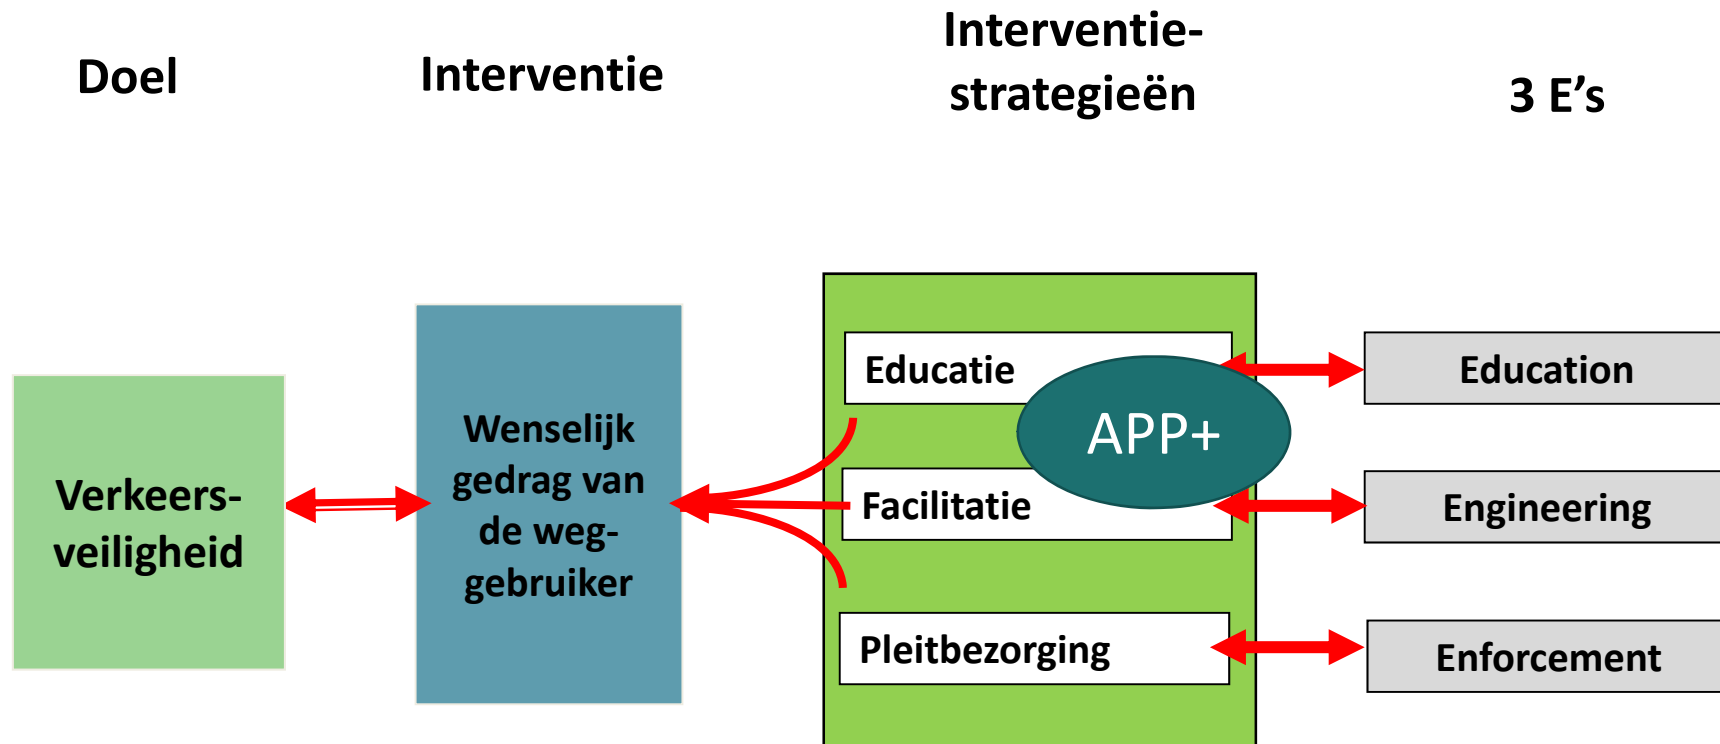 Doel
Interventie
Interventie-
strategieën
3 E’s
Verkeers-
veiligheid
Wenselijk
gedrag van
de weg-
gebruiker
Educatie
APP+
Facilitatie
Pleitbezorging
Education
Engineering
Enforcement